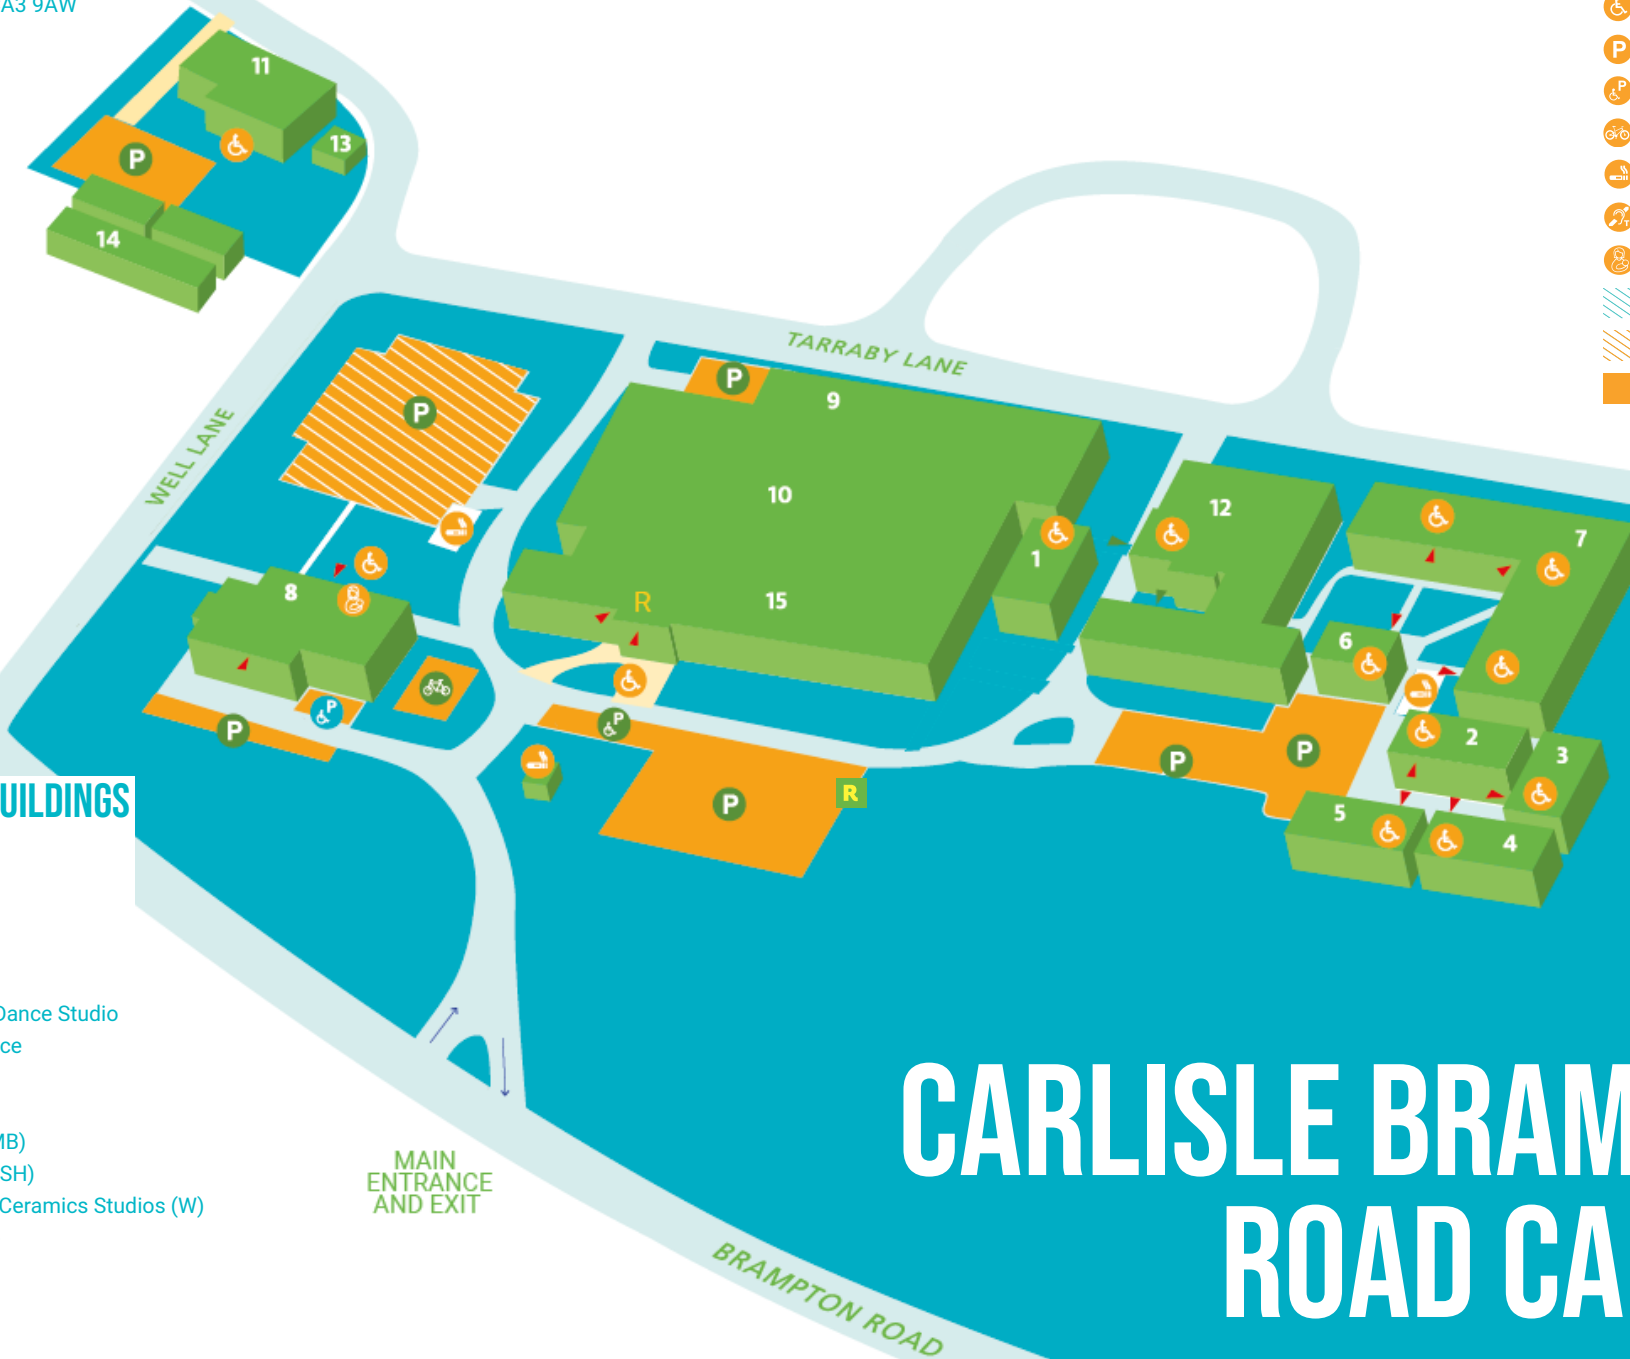 A3 9AW
11
P
P
13
P
14
P
TARRABY LANE
P
9
P
WELL LANE
10
12
7
1
8
R
15
6
P
P
P
2
3
P
P
P
R
5
4
UILDINGS
Dance Studio
ce
MB)
SH)
Ceramics Studios (W)
MAIN
ENTRANCE
AND EXIT
BRAMPTON ROAD
CARLISLE BRAM
ROAD CA